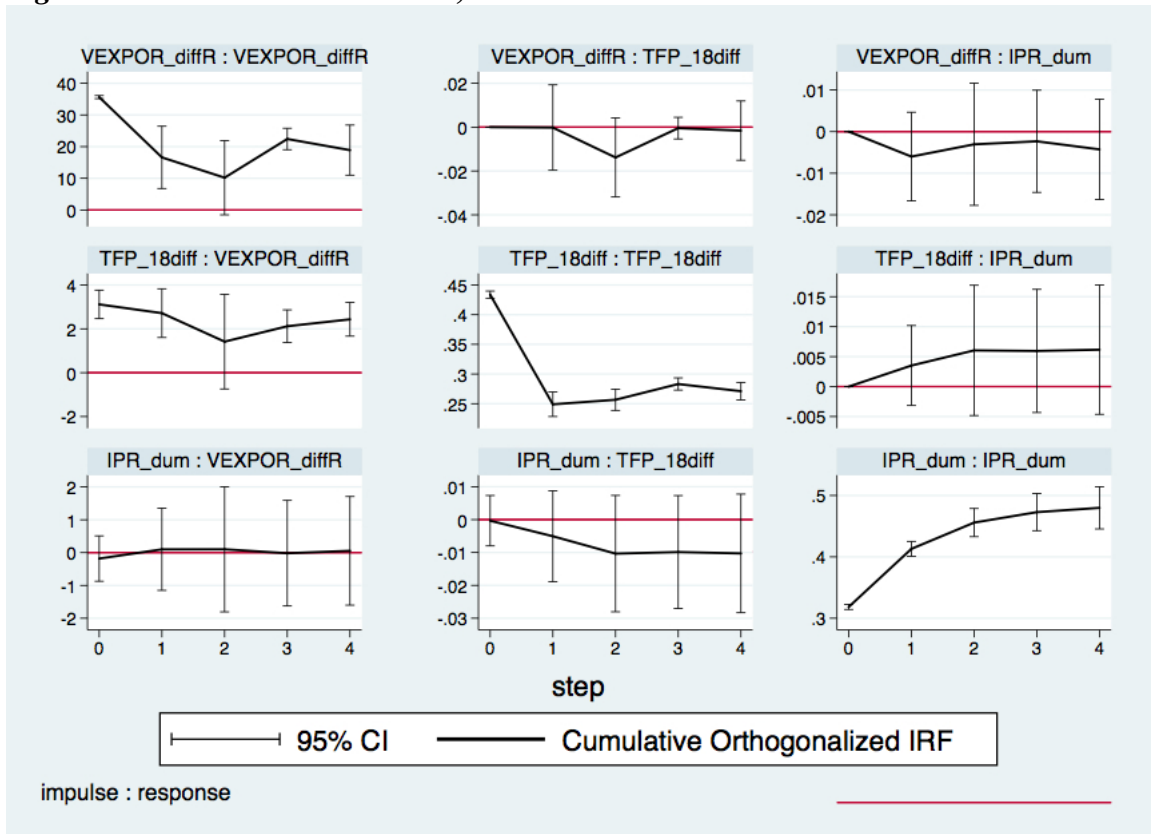 VEXPOR_diffR : VEXPOR_diffR
VEXPOR_diffR : TFP_18diff
VEXPOR_diffR : IPR_dum
40
30
20
10
0
.02
0
-.02
-.04
.01
0
-.01
-.02
TFP_18diff : VEXPOR_diffR
TFP_18diff : TFP_18diff
TFP_18diff : IPR_dum
4
2
0
-2
.45
.4
.35
.3
.25
.015
.01
.005
0
-.005
IPR_dum : VEXPOR_diffR
IPR_dum : TFP_18diff
IPR_dum : IPR_dum
2
1
0
-1
-2
.01
0
-.01
-.02
-.03
.5
.4
.3
0 1 2 3 4
0 1 2 3 4
0 1 2 3 4
step
95% CI
Cumulative Orthogonalized IRF
impulse : response